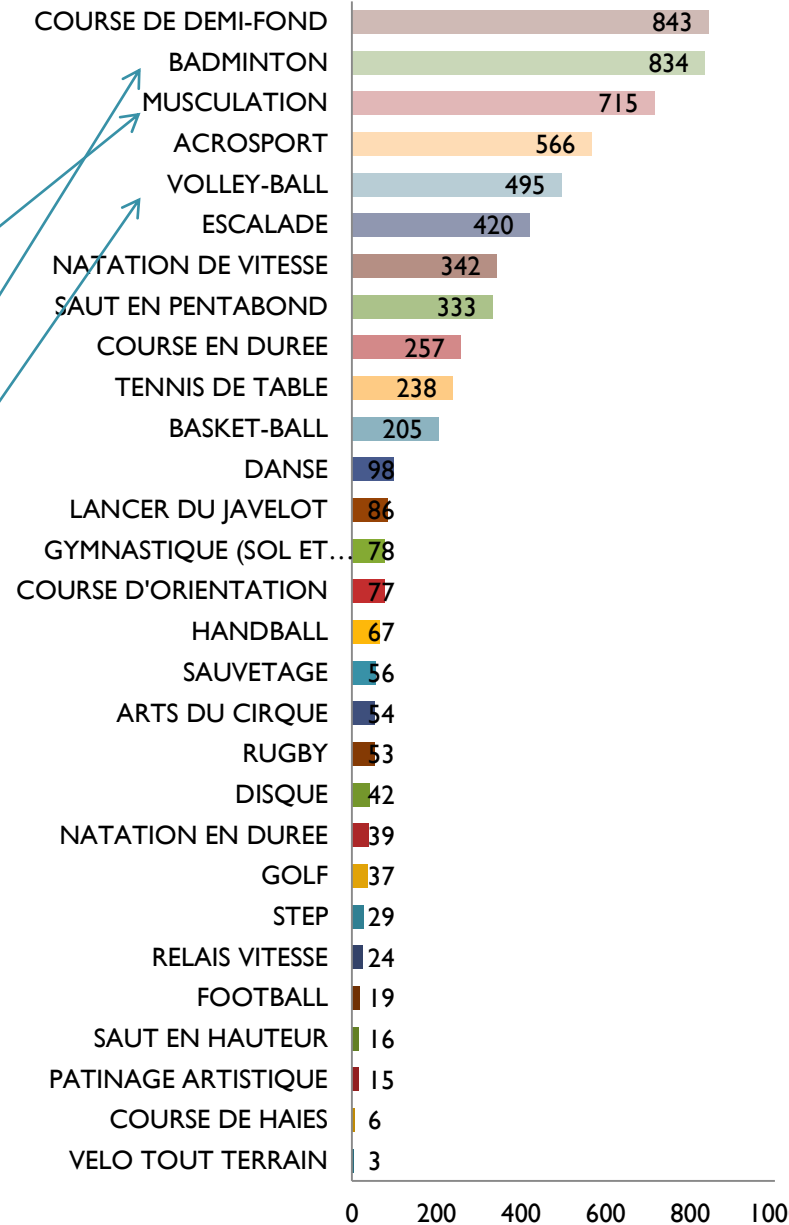 COURSE DE DEMI-FOND 843
BADMINTON 834
MUSCULATION 715
ACROSPORT 566
VOLLEY-BALL 495
ESCALADE 420
NATATION DE VITESSE 342
SAUT EN PENTABOND 333
COURSE EN DUREE 257
TENNIS DE TABLE 238
BASKET-BALL 205
DANSE 98
LANCER DU JAVELOT 86
GYMNASTIQUE (SOL ET… 78
COURSE D'ORIENTATION 77
HANDBALL 67
SAUVETAGE 56
ARTS DU CIRQUE 54
RUGBY 53
DISQUE 42
NATATION EN DUREE 39
GOLF 37
STEP 29
RELAIS VITESSE 24
FOOTBALL 19
SAUT EN HAUTEUR 16
PATINAGE ARTISTIQUE 15
COURSE DE HAIES 6
VELO TOUT TERRAIN 3
0 200 400 600 800 100